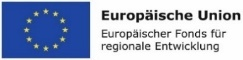 Europäische Union
Europäischer Fonds für
regionale Entwicklung